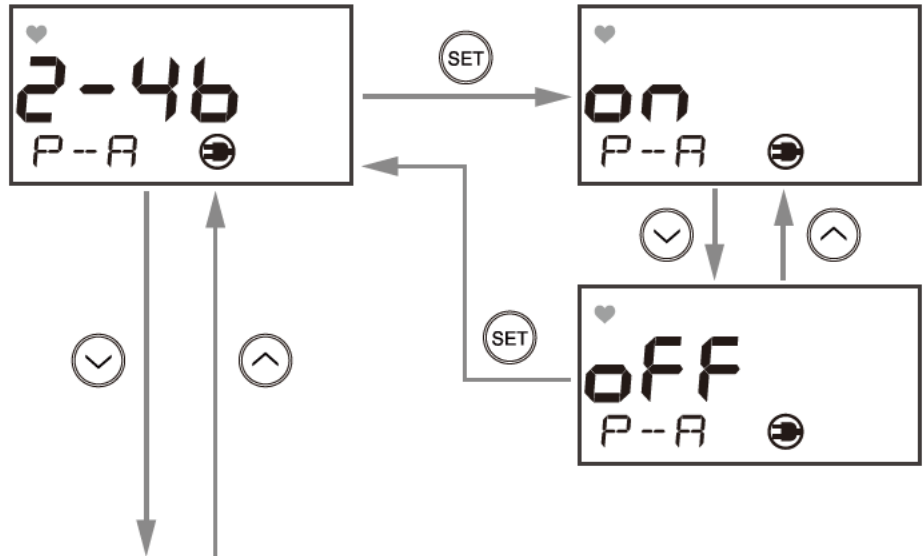 2-4b
P--A
SET
on
P--A
SET
oFF
P--A